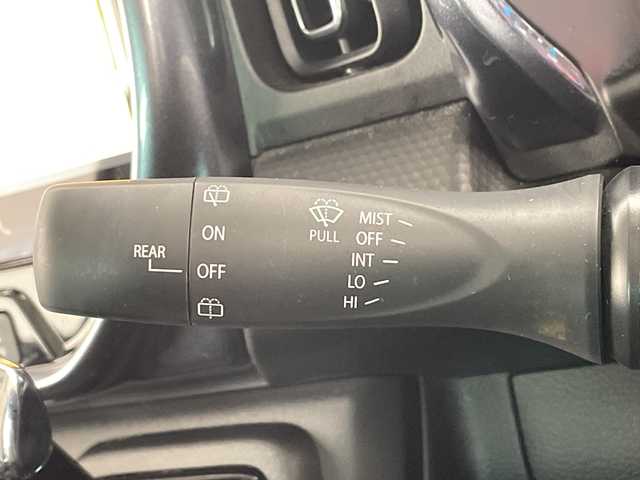 REAR
ON
OFF
PULL
MIST
OFF
INT
LO
HI